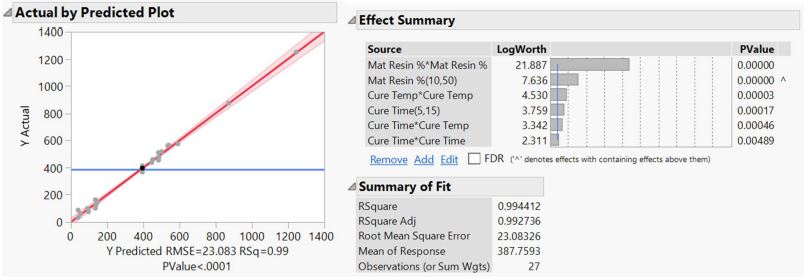 Actual by Predicted Plot
1400
1200
1000
800
600
400
200
0
Y Actual
0 200 400 600 800 1000 1200 1400
Y Predicted RMSE=23.083 RSq=0.99
PValue<.0001
Effect Summary
Source LogWorth PValue
Mat Resin %*Mat Resin % 21.887 0.00000
Mat Resin %(10,50) 7.636 0.00000 ^
Cure Temp*Cure Temp 4.530 0.00003
Cure Time(5,15) 3.759 0.00017
Cure Time*Cure Temp 3.342 0.00046
Cure Time*Cure Time 2.311 0.00489
Remove Add Edit FDR ('^' denotes effects with containing effects above them)
Summary of Fit
RSquare 0.994412
RSquare Adj 0.992736
Root Mean Square Error 23.08326
Mean of Response 387.7593
Observations (or Sum Wgts) 27